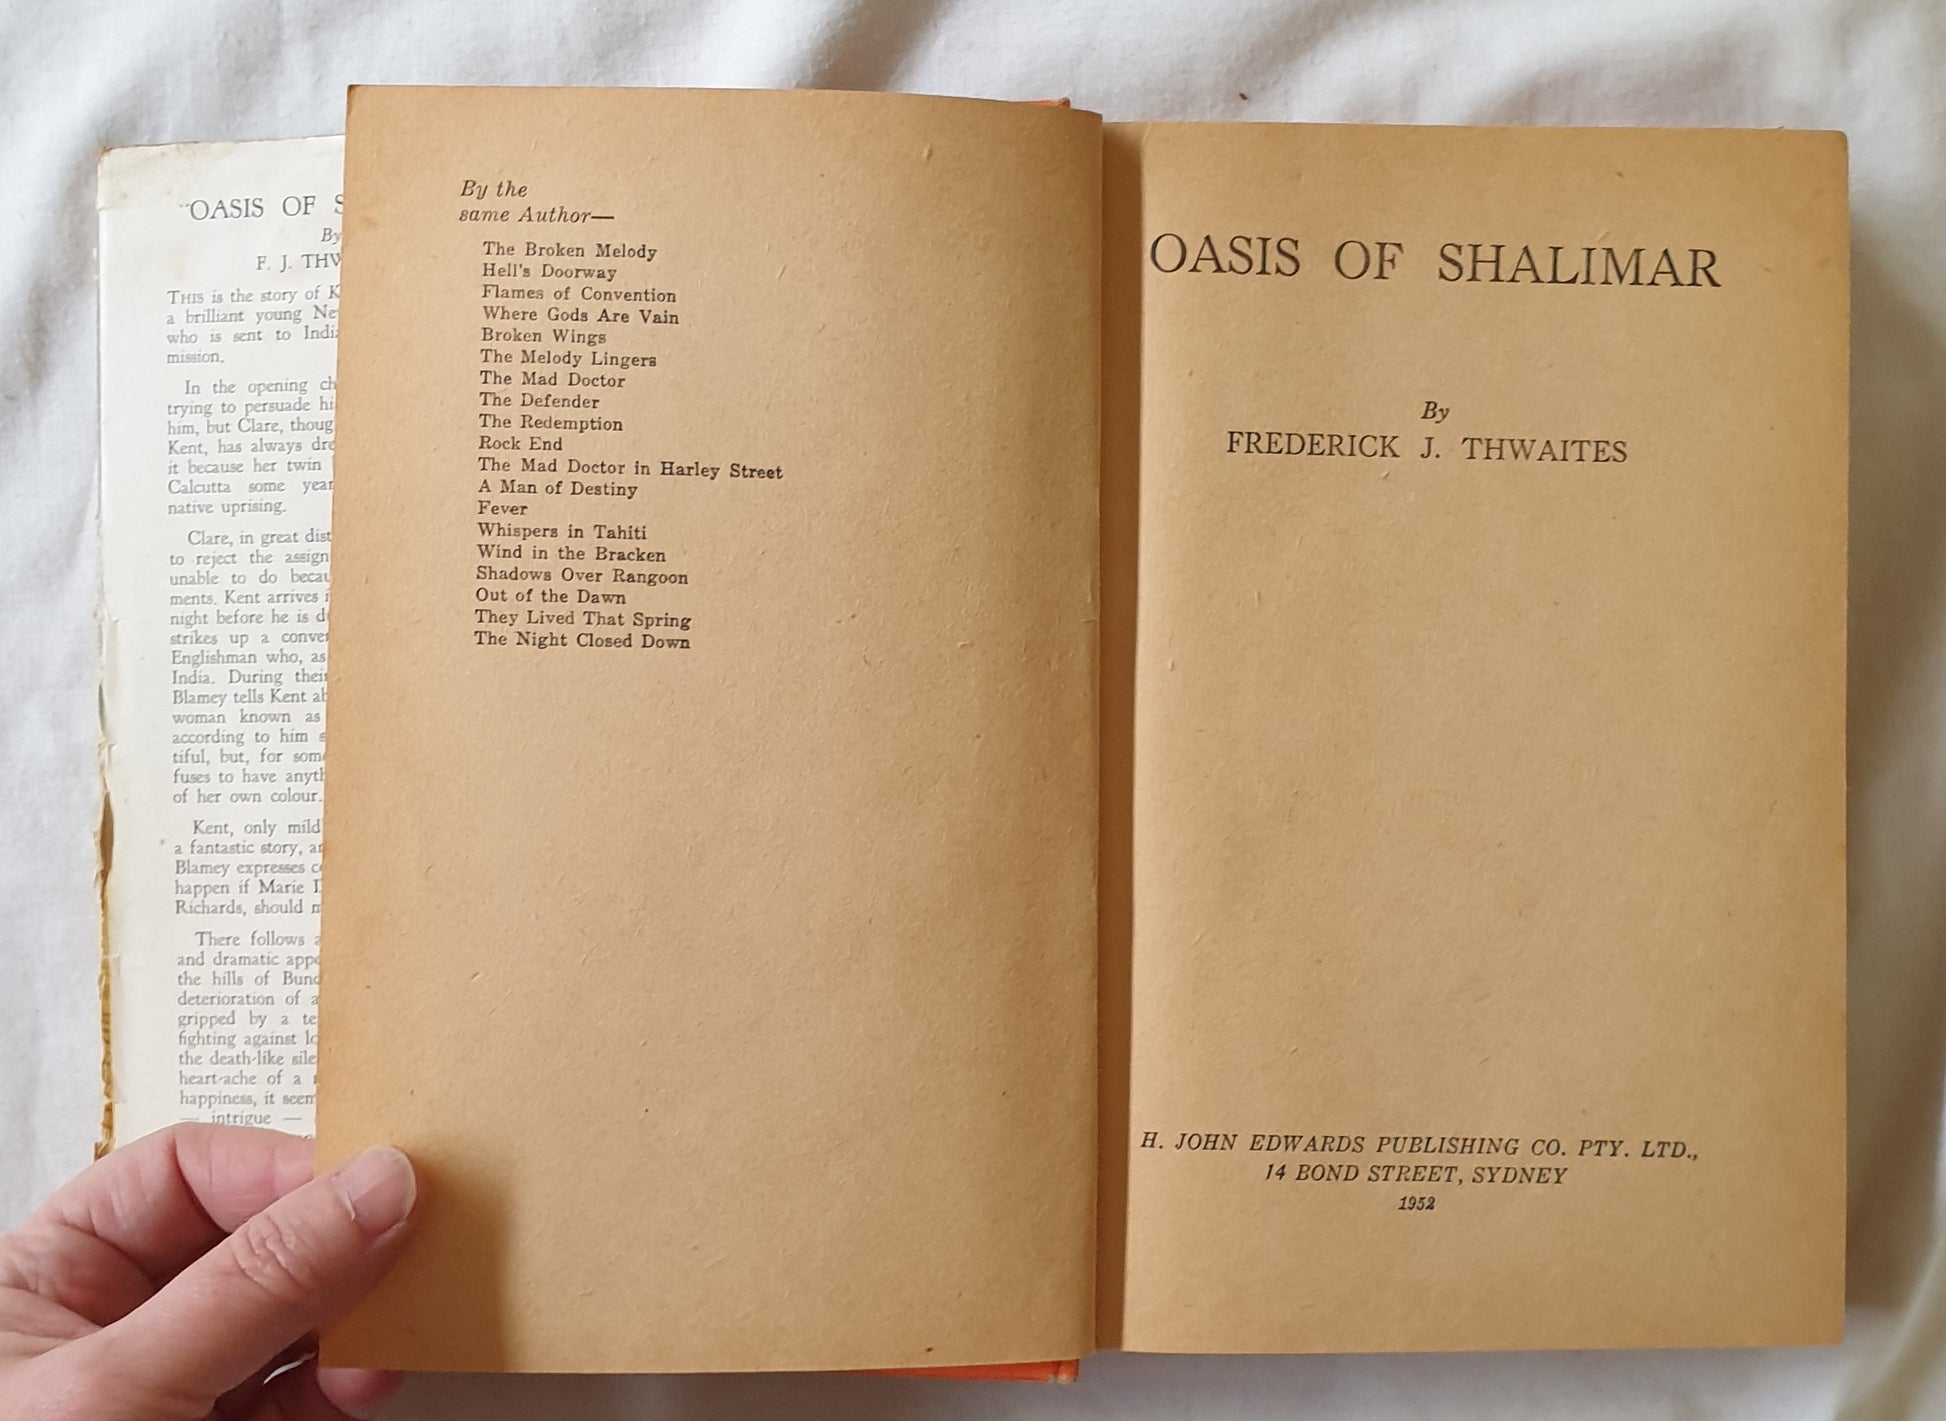 OASIS OF S
By
F. J. THW
THIS is the story of K
a brilliant young Ne
who is sent to India
mission.
In the opening ch
trying to persuade hi
him, but Clare, thoug
Kent, has always dre
it because her twin
Calcutta some year
native uprising.
Clare, in great dist
to reject the assign
unable to do becau
ments. Kent arrives i
night before he is d
strikes up a conver
Englishman who, as
India. During their
Blamey tells Kent ab
woman known as
according to him s
tiful, but, for some
fuses to have anyth
of her own colour.
Kent, only mild
a fantastic story, an
Blamey expresses c
happen if Marie D
Richards, should m
There follows a
and dramatic appe
the hills of Bund
deterioration of a
gripped by a te
fighting against lo
the death-like sile
heart-ache of a
happiness, it seem
— intrigue —
By the
same Author—
The Broken Melody
Hell's Doorway
Flames of Convention
Where Gods Are Vain
Broken Wings
The Melody Lingers
The Mad Doctor
The Defender
The Redemption
Rock End
The Mad Doctor in Harley Street
A Man of Destiny
Fever
Whispers in Tahiti
Wind in the Bracken
Shadows Over Rangoon
Out of the Dawn
They Lived That Spring
The Night Closed Down
OASIS OF SHALIMAR
By
FREDERICK J. THWAITES
H. JOHN EDWARDS PUBLISHING CO. PTY. LTD.,
14 BOND STREET, SYDNEY
1952